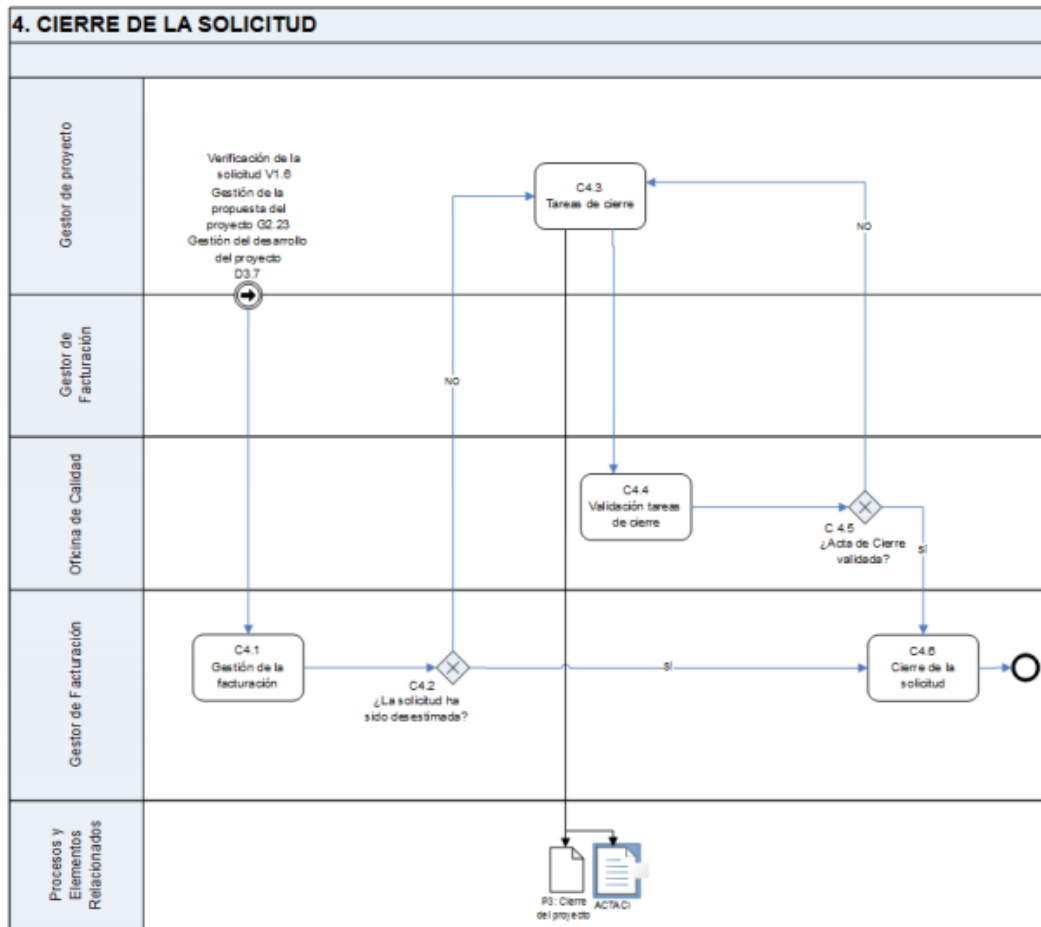 4. CIERRE DE LA SOLICITUD
Gestor de proyecto
Verificación de la
solicitud V1.6
Gestión de la
propuesta del
proyecto G2.23
Gestión del desarrollo
del proyecto
D3.7
C4.3
Tareas de cierre
NO
NO
Gestor de
Facturación
Oficina de Calidad
C4.4
Validación tareas
de cierre
C 4.5
¿Acta de Cierre
validada?
SÍ
Gestor de Facturación
C4.1
Gestión de la
facturación
C4.2
¿La solicitud ha
sido desestimada?
SÍ
C4.6
Cierre de la
solicitud
Procesos y
Elementos
Relacionados
P3: Cierre
del proyecto
ACTACI